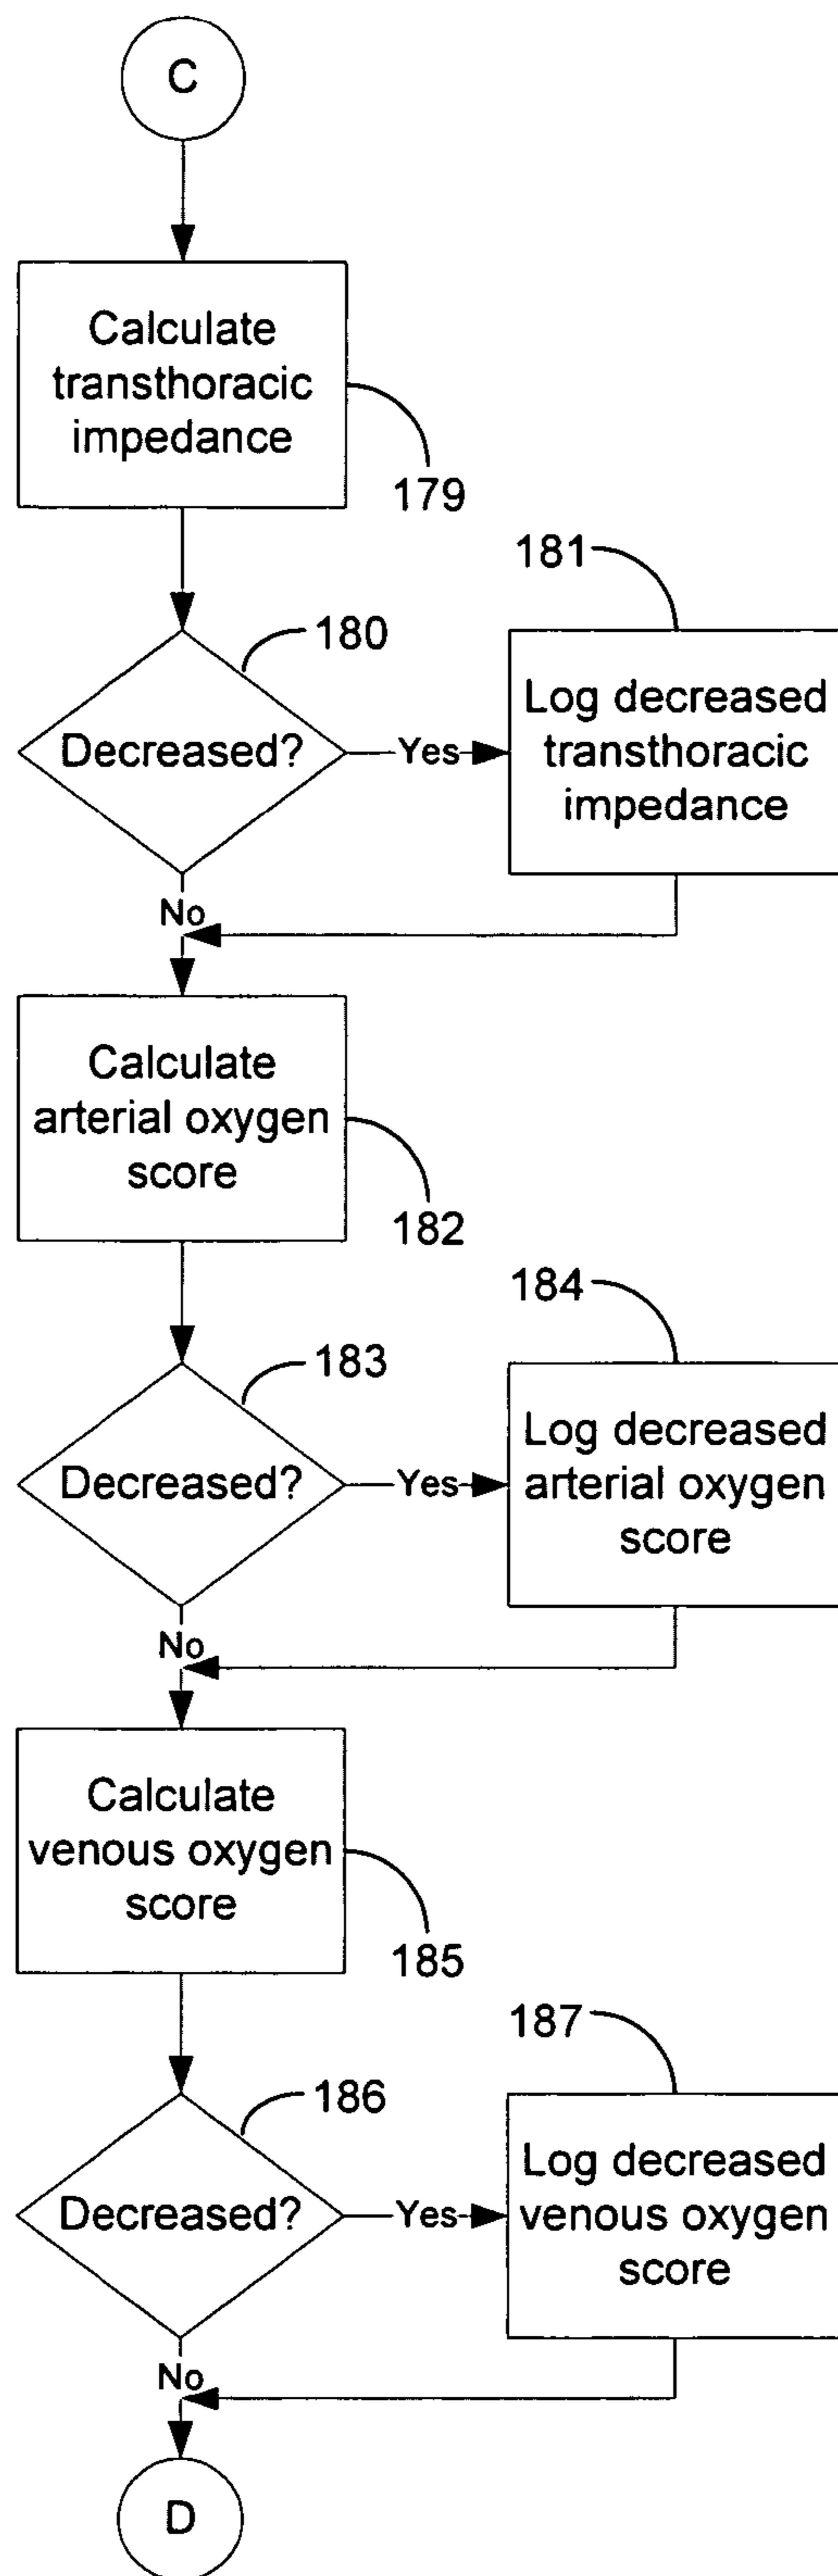 C
Calculate
transthoracic
impedance
179
181
180
Decreased?
Yes
Log decreased
transthoracic
impedance
No
Calculate
arterial oxygen
score
182
184
183
Decreased?
Yes
Log decreased
arterial oxygen
score
No
Calculate
venous oxygen
score
185
187
186
Decreased?
Yes
Log decreased
venous oxygen
score
No
D